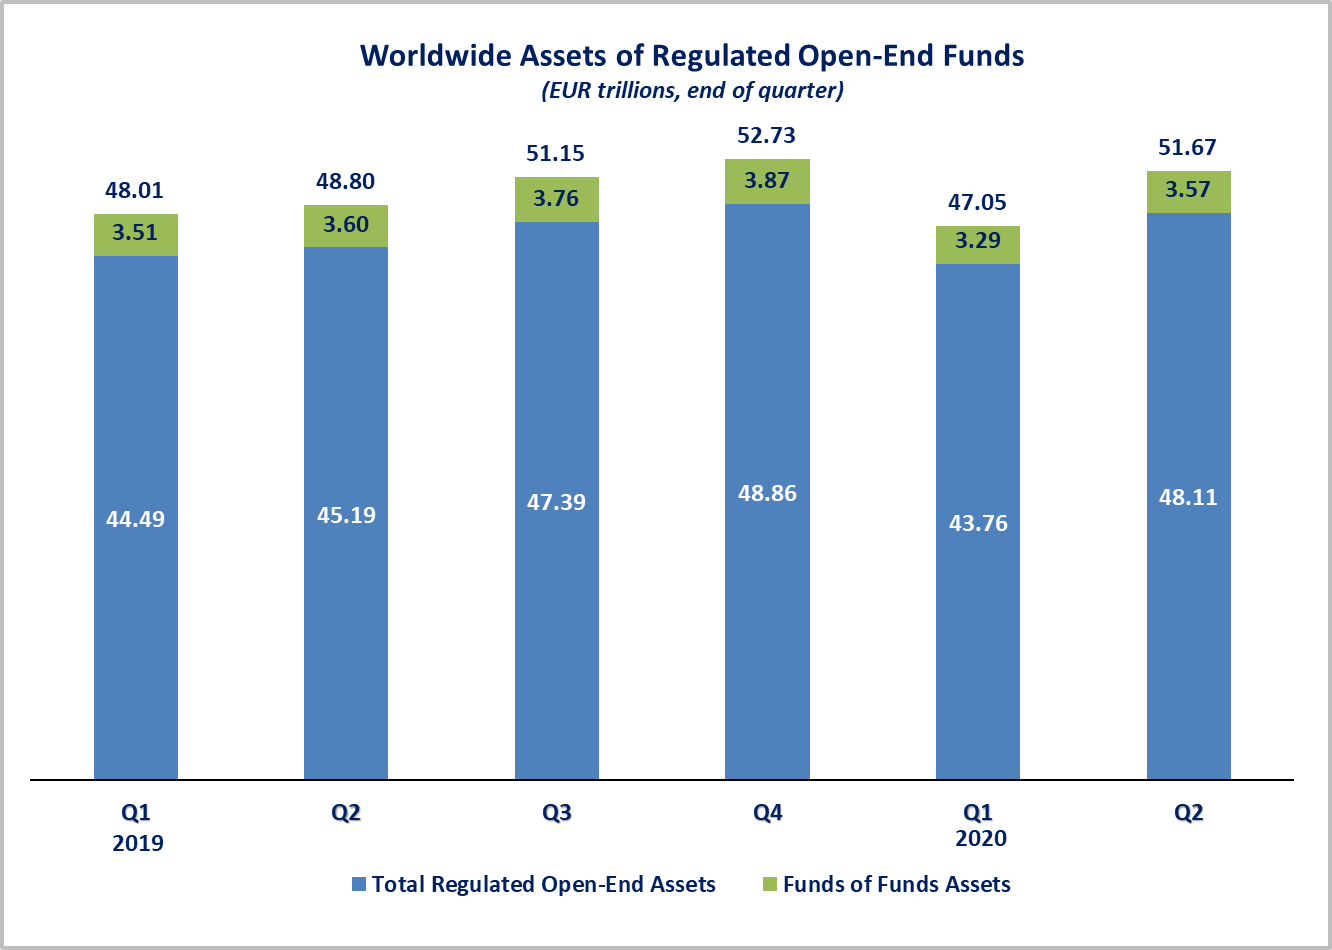 Worldwide Assets of Regulated Open-End Funds
(EUR trillions, end of quarter)
48.01
48.80
51.15
52.73
47.05
51.67
3.51
3.60
3.76
3.87
3.29
3.57
44.49
45.19
47.39
48.86
43.76
48.11
Q1
Q2
Q3
Q4
Q1
Q2
2019
2020
Total Regulated Open-End Assets
Funds of Funds Assets